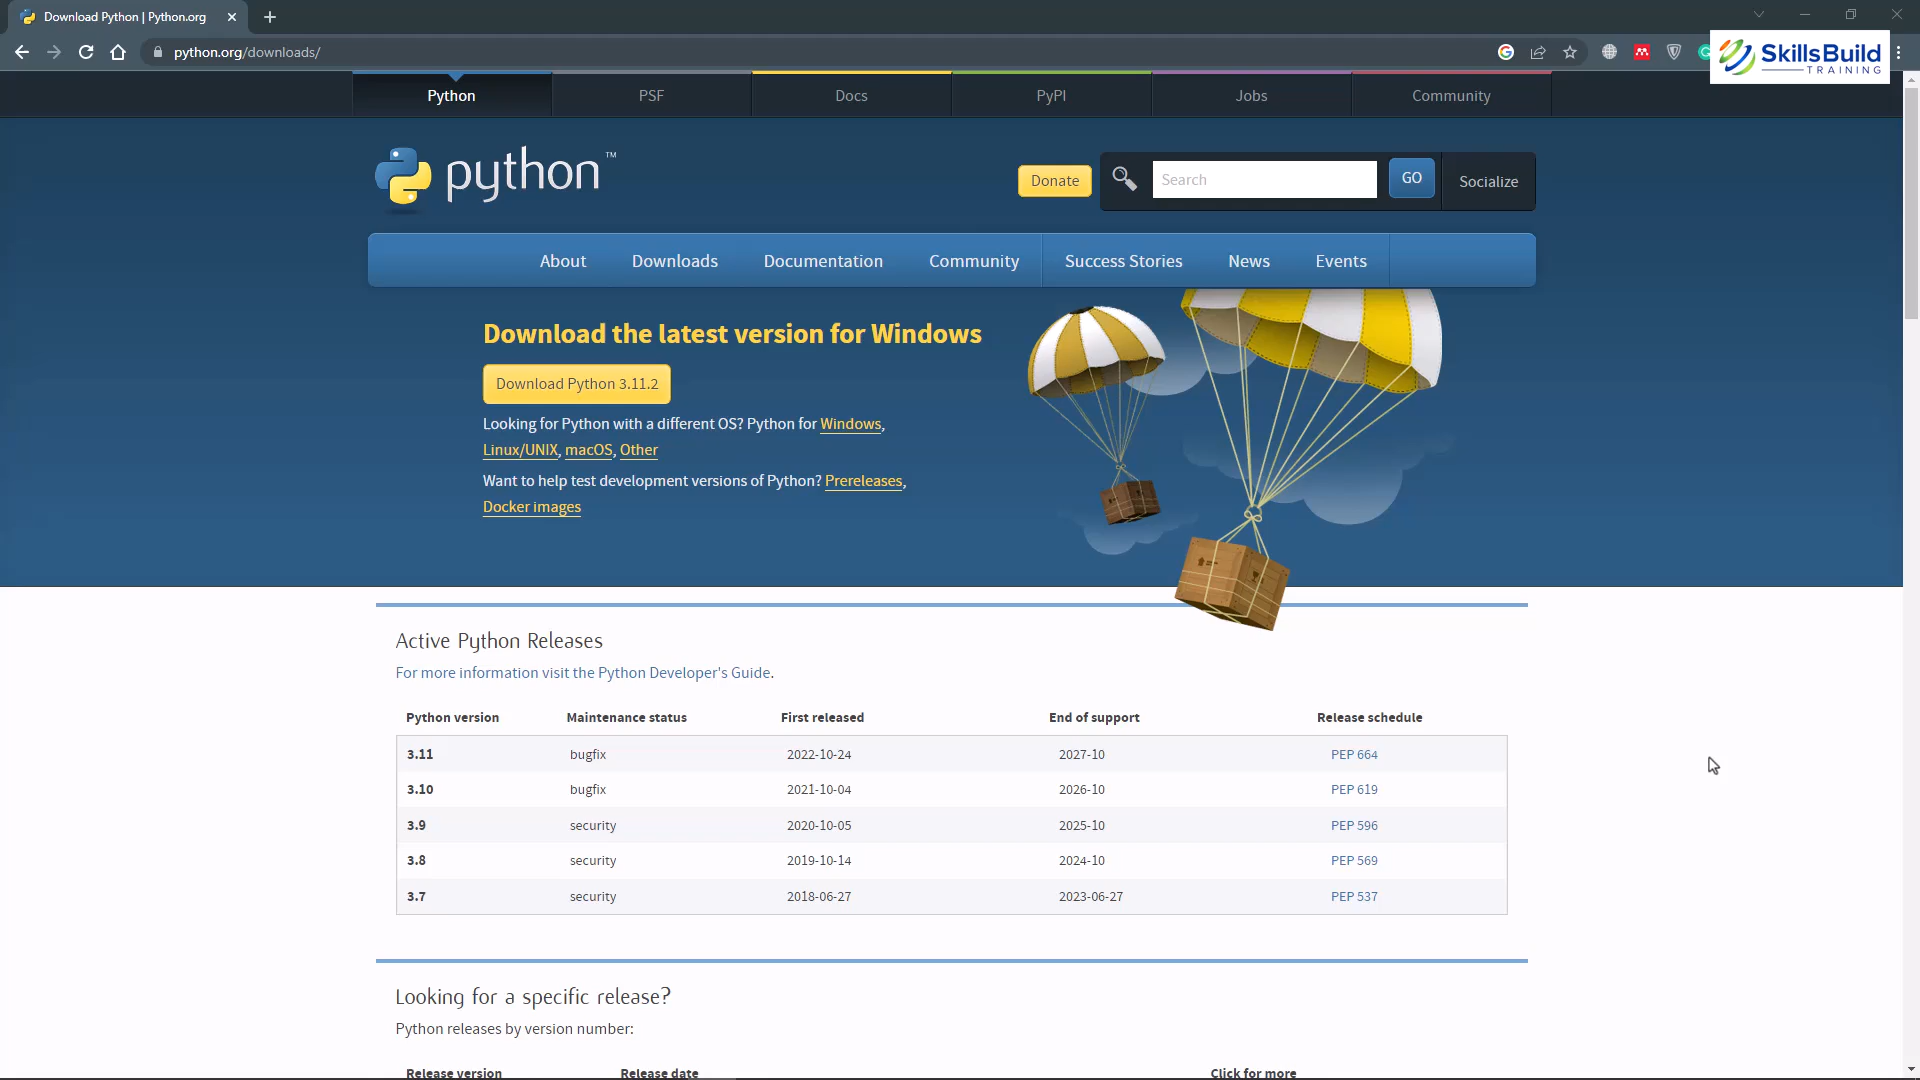 Download Python | Python.org
python.org/downloads/
SkillsBuild
TRAINING
Python PSF Docs PyPI Jobs Community
python™
Donate Search GO Socialize
About Downloads Documentation Community Success Stories News Events
Download the latest version for Windows
Download Python 3.11.2
Looking for Python with a different OS? Python for Windows,
Linux/UNIX, macOS, Other
Want to help test development versions of Python? Prereleases,
Docker images
Active Python Releases
For more information visit the Python Developer's Guide.
Python version Maintenance status First released End of support Release schedule
3.11 bugfix 2022-10-24 2027-10 PEP 664
3.10 bugfix 2021-10-04 2026-10 PEP 619
3.9 security 2020-10-05 2025-10 PEP 596
3.8 security 2019-10-14 2024-10 PEP 569
3.7 security 2018-06-27 2023-06-27 PEP 537
Looking for a specific release?
Python releases by version number:
Release version Release date Click for more